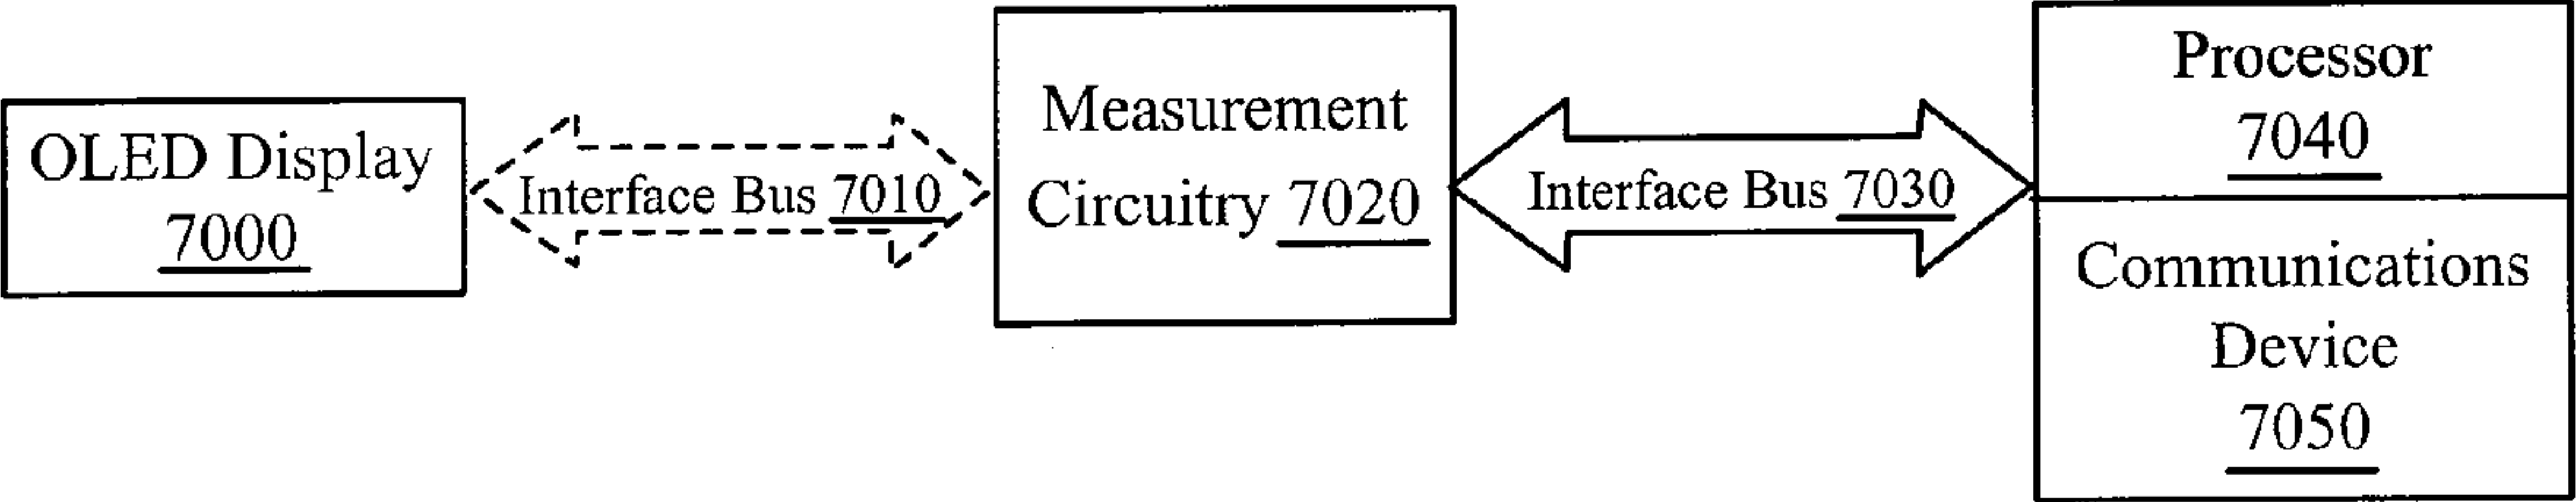 OLED Display
7000
Interface Bus 7010
Measurement
Circuitry 7020
Interface Bus 7030
Processor
7040
Communications
Device
7050